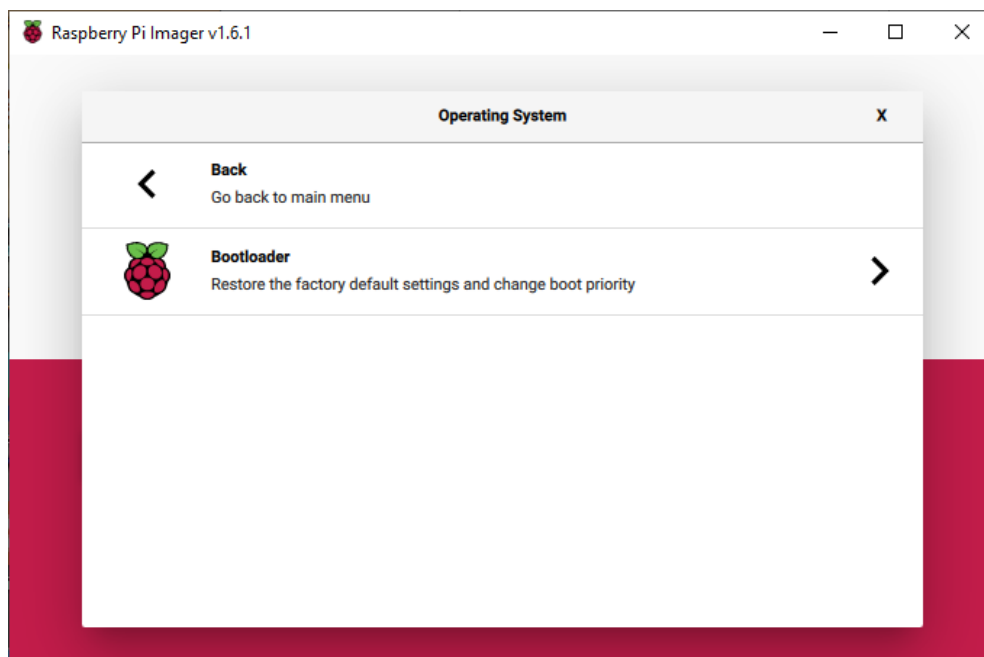 Raspberry Pi Imager v1.6.1
Operating System
X
Back
Go back to main menu
Bootloader
Restore the factory default settings and change boot priority